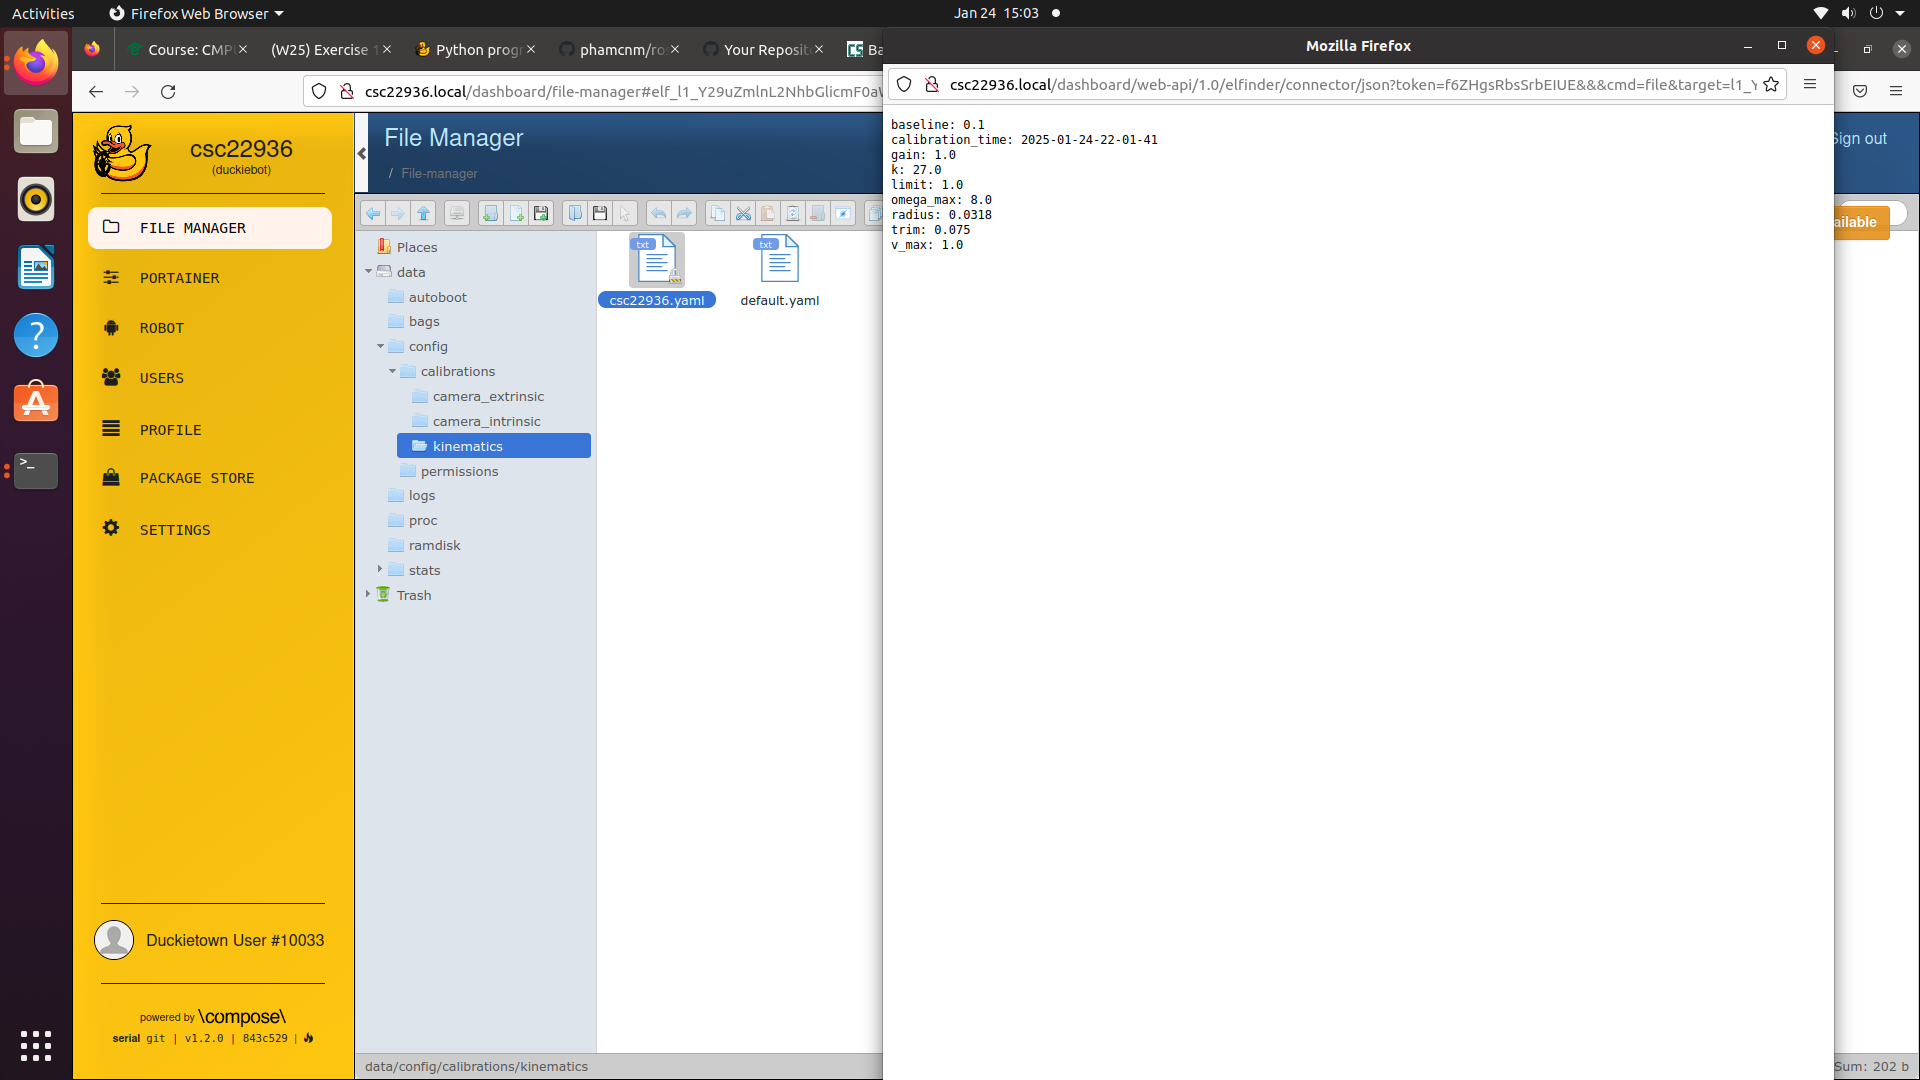 Activities
Firefox Web Browser
Jan 24 15:03
Course: CMP
(W25) Exercise 1
Python prog
phamcnm/ro
Your Reposit
Ba
Mozilla Firefox
csc22936.local/dashboard/file-manager#elf_l1_Y29uZmlnL2NhbGlicmF0aW
csc22936.local/dashboard/web-api/1.0/elfinder/connector/json?token=f6ZHgsRbsSrbEIUE&&&cmd=file&target=l1_Y
csc22936
(duckiebot)
FILE MANAGER
PORTAINER
ROBOT
USERS
PROFILE
PACKAGE STORE
SETTINGS
Duckietown User #10033
powered by \compose\
serial git | v1.2.0 | 843c529 |
File Manager
/ File-manager
Sign out
ailable
Places
data
autoboot
bags
config
calibrations
camera_extrinsic
camera_intrinsic
kinematics
permissions
logs
proc
ramdisk
stats
Trash
txt
csc22936.yaml
txt
default.yaml
data/config/calibrations/kinematics
Sum: 202 b
baseline: 0.1
calibration_time: 2025-01-24-22-01-41
gain: 1.0
k: 27.0
limit: 1.0
omega_max: 8.0
radius: 0.0318
trim: 0.075
v_max: 1.0